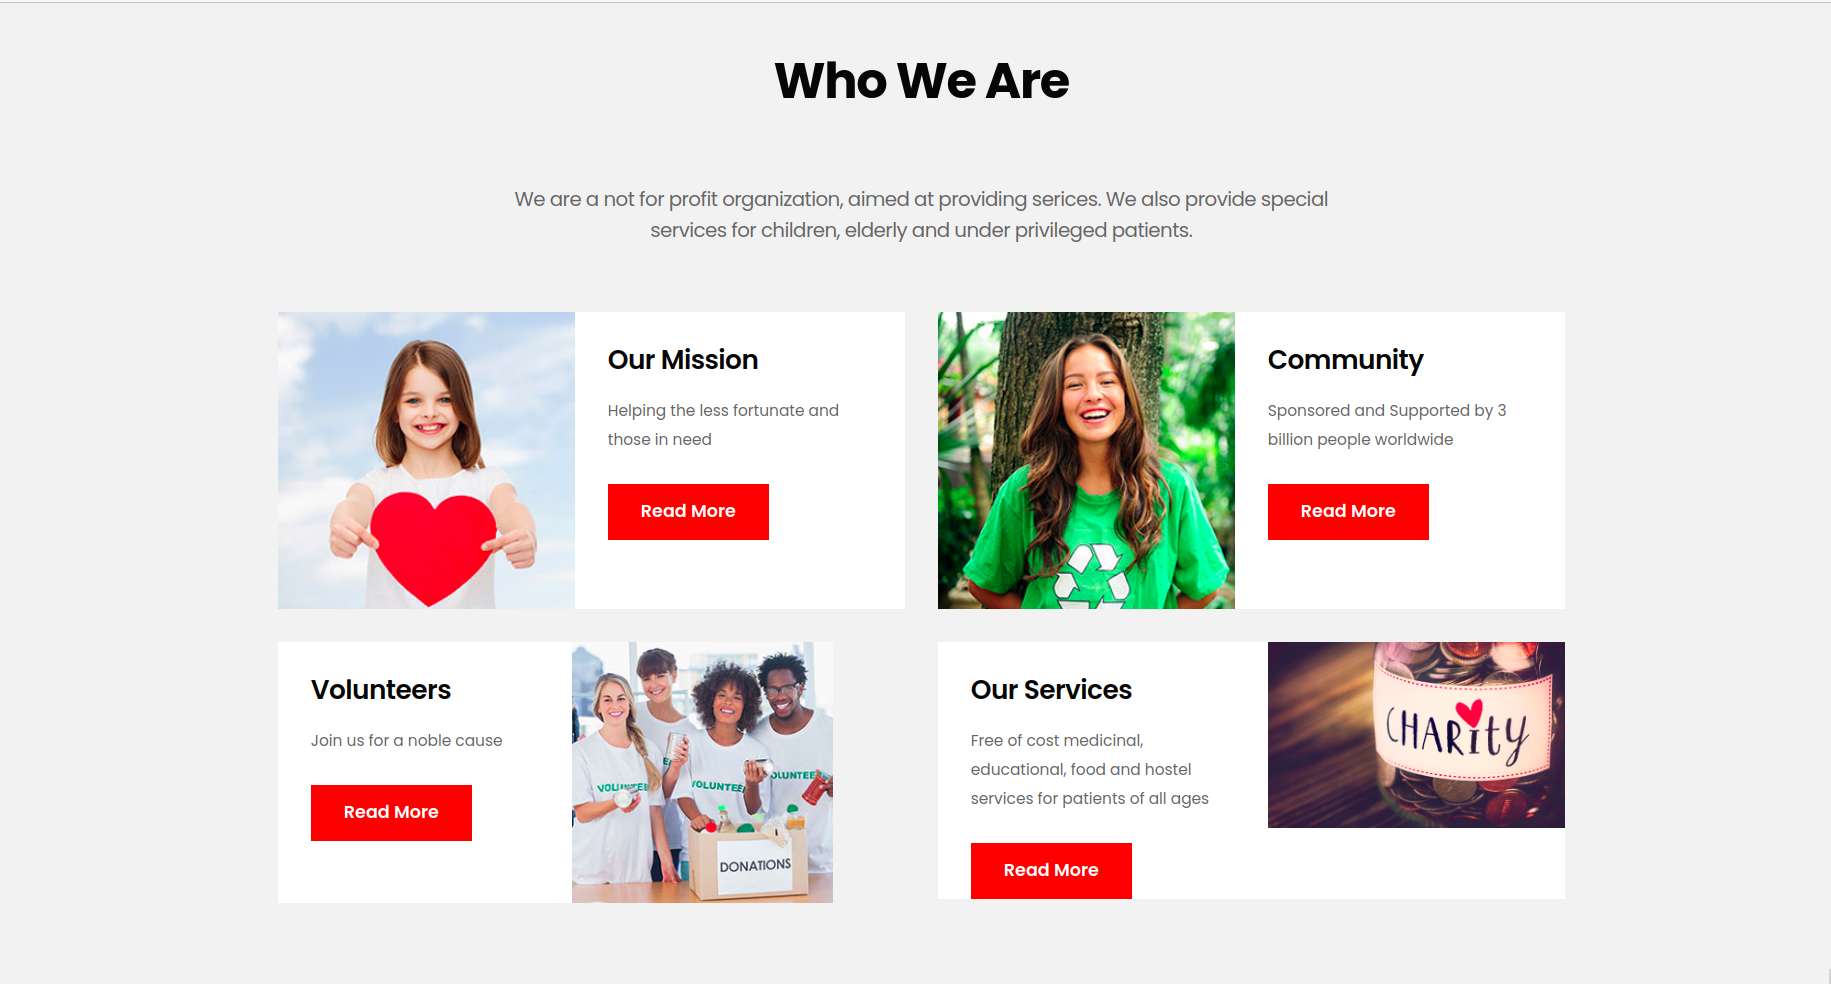 Who We Are
We are a not for profit organization, aimed at providing serices. We also provide special
services for children, elderly and under privileged patients.
Our Mission
Helping the less fortunate and
those in need
Read More
Community
Sponsored and Supported by 3
billion people worldwide
Read More
Volunteers
Join us for a noble cause
Read More
VOLUNTEE
VOLUNTEE
OLUNTEE
DONATIONS
Our Services
Free of cost medicinal,
educational, food and hostel
services for patients of all ages
Read More
CHARITY